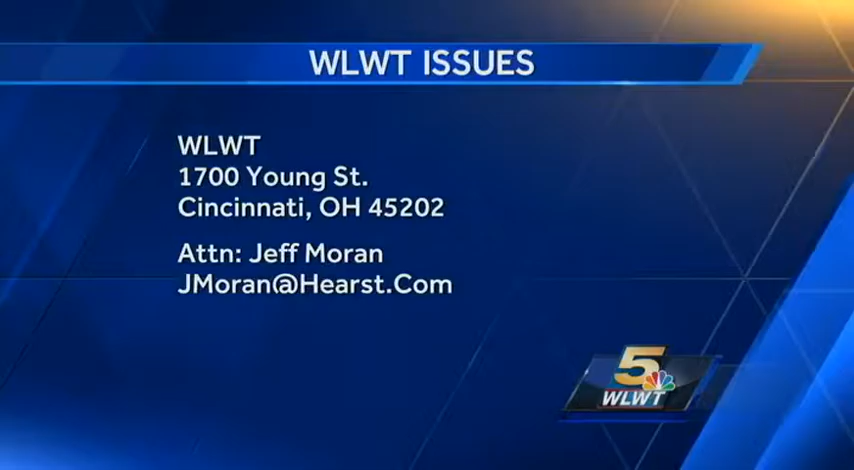 WLWT ISSUES
WLWT
1700 Young St.
Cincinnati, OH 45202
Attn: Jeff Moran
JMoran@Hearst.Com
5
WLWT